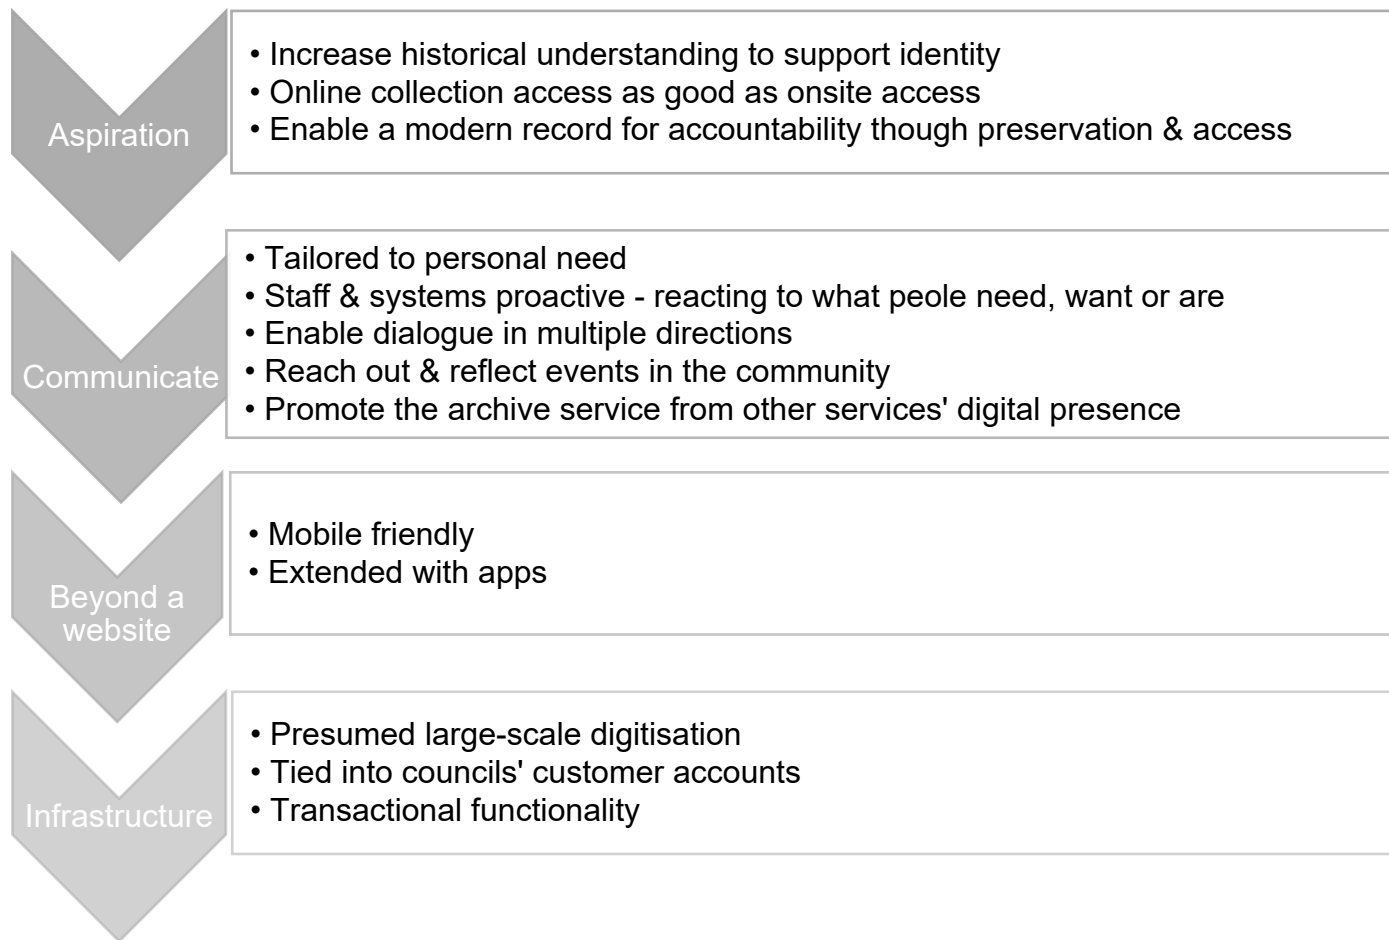 Aspiration
• Increase historical understanding to support identity
• Online collection access as good as onsite access
• Enable a modern record for accountability though preservation & access
Communicate
• Tailored to personal need
• Staff & systems proactive - reacting to what peole need, want or are
• Enable dialogue in multiple directions
• Reach out & reflect events in the community
• Promote the archive service from other services' digital presence
Beyond a
website
• Mobile friendly
• Extended with apps
Infrastructure
• Presumed large-scale digitisation
• Tied into councils' customer accounts
• Transactional functionality